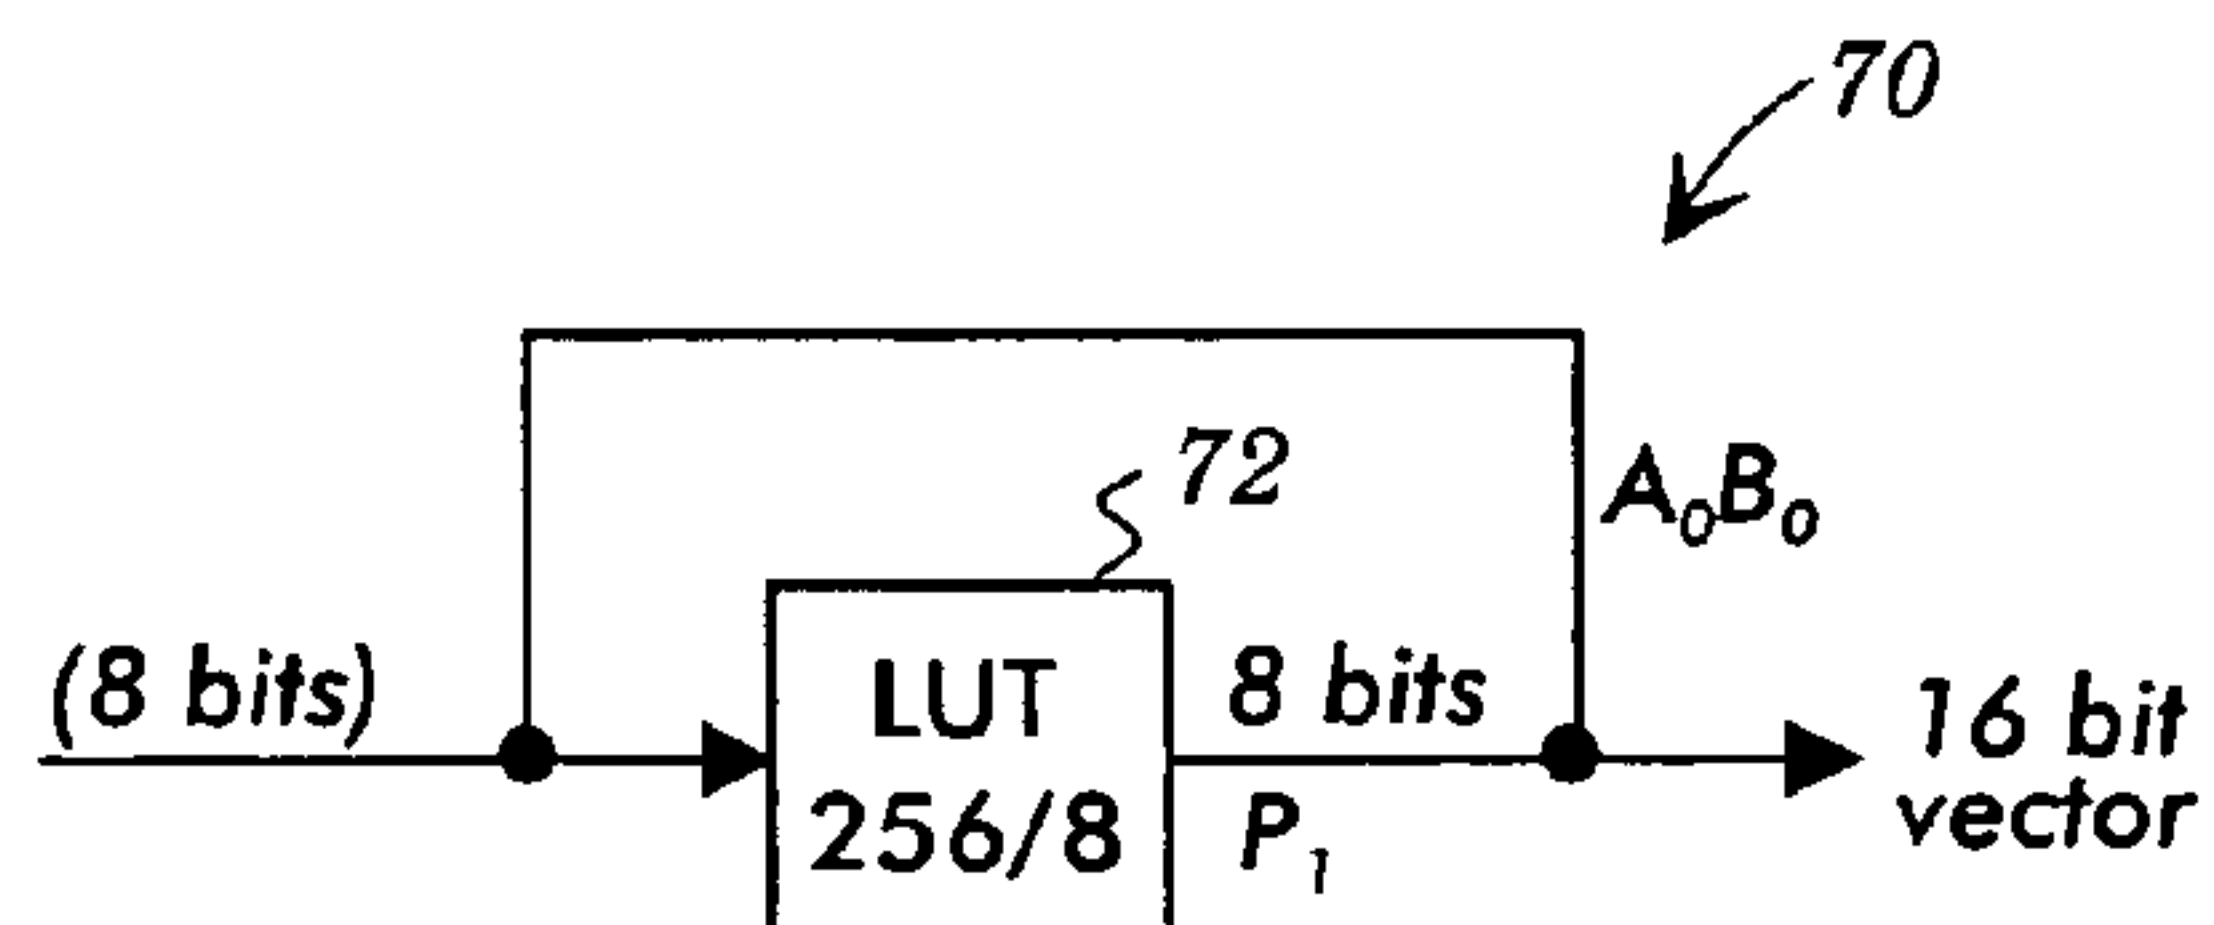 70
72
A₀B₀
(8 bits)
LUT
256/8
8 bits
P₁
16 bit
vector